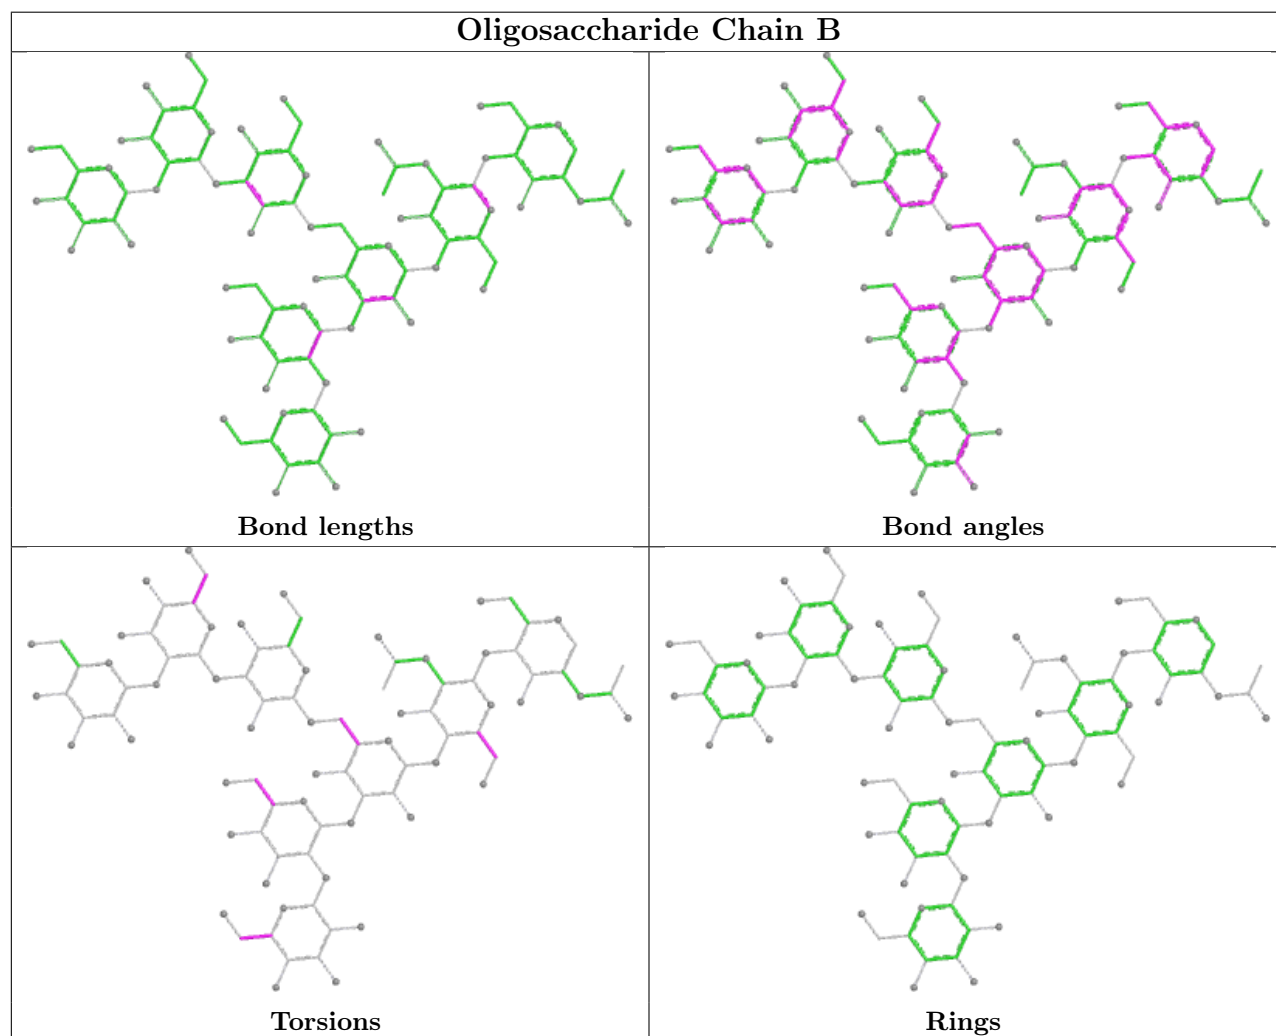 Oligosaccharide Chain B
Bond lengths
Bond angles
Torsions
Rings